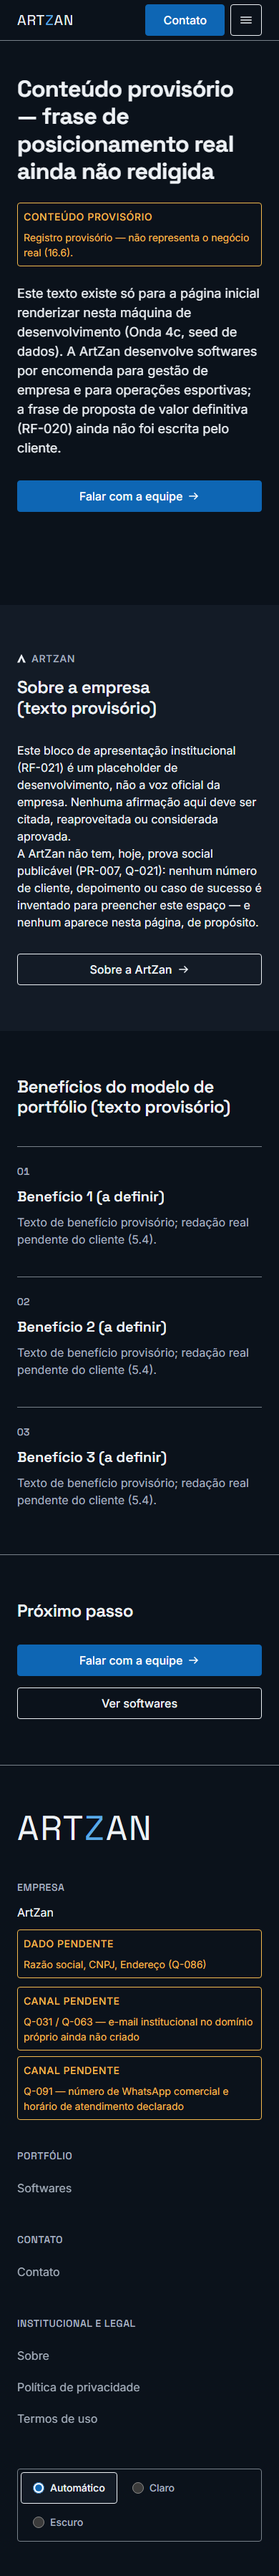 ARTZAN
Contato
Conteúdo provisório
— frase de
posicionamento real
ainda não redigida
CONTEÚDO PROVISÓRIO
Registro provisório — não representa o negócio
real (16.6).
Este texto existe só para a página inicial
renderizar nesta máquina de
desenvolvimento (Onda 4c, seed de
dados). A ArtZan desenvolve softwares
por encomenda para gestão de
empresa e para operações esportivas;
a frase de proposta de valor definitiva
(RF-020) ainda não foi escrita pelo
cliente.
Falar com a equipe →
ARTZAN
Sobre a empresa
(texto provisório)
Este bloco de apresentação institucional
(RF-021) é um placeholder de
desenvolvimento, não a voz oficial da
empresa. Nenhuma afirmação aqui deve ser
citada, reaproveitada ou considerada
aprovada.
A ArtZan não tem, hoje, prova social
publicável (PR-007, Q-021): nenhum número
de cliente, depoimento ou caso de sucesso é
inventado para preencher este espaço — e
nenhum aparece nesta página, de propósito.
Sobre a ArtZan →
Benefícios do modelo de
portfólio (texto provisório)
01
Benefício 1 (a definir)
Texto de benefício provisório; redação real
pendente do cliente (5.4).
02
Benefício 2 (a definir)
Texto de benefício provisório; redação real
pendente do cliente (5.4).
03
Benefício 3 (a definir)
Texto de benefício provisório; redação real
pendente do cliente (5.4).
Próximo passo
Falar com a equipe →
Ver softwares
ARTZAN
EMPRESA
ArtZan
DADO PENDENTE
Razão social, CNPJ, Endereço (Q-086)
CANAL PENDENTE
Q-031 / Q-063 — e-mail institucional no domínio
próprio ainda não criado
CANAL PENDENTE
Q-091 — número de WhatsApp comercial e
horário de atendimento declarado
PORTFÓLIO
Softwares
CONTATO
Contato
INSTITUCIONAL E LEGAL
Sobre
Política de privacidade
Termos de uso
Automático
Claro
Escuro